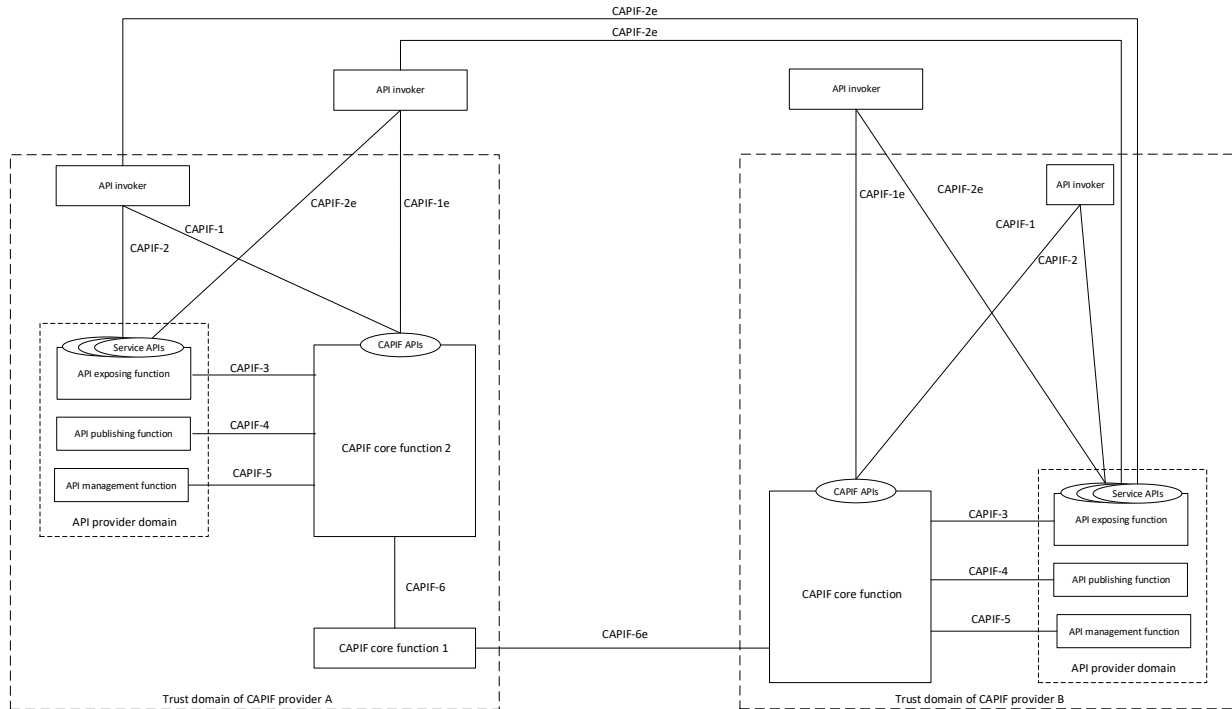 CAPIF-2e
CAPIF-2e
API invoker
API invoker
API invoker
API invoker
CAPIF-2e
CAPIF-1e
CAPIF-1
CAPIF-2
CAPIF-1e
CAPIF-2e
CAPIF-1
CAPIF-2
Service APIs
API exposing function
CAPIF-3
CAPIF APIs
API publishing function
CAPIF-4
CAPIF core function 2
API management function
CAPIF-5
API provider domain
CAPIF-6
CAPIF core function 1
CAPIF-6e
Trust domain of CAPIF provider A
CAPIF APIs
Service APIs
CAPIF-3
API exposing function
CAPIF core function
CAPIF-4
API publishing function
CAPIF-5
API management function
API provider domain
Trust domain of CAPIF provider B